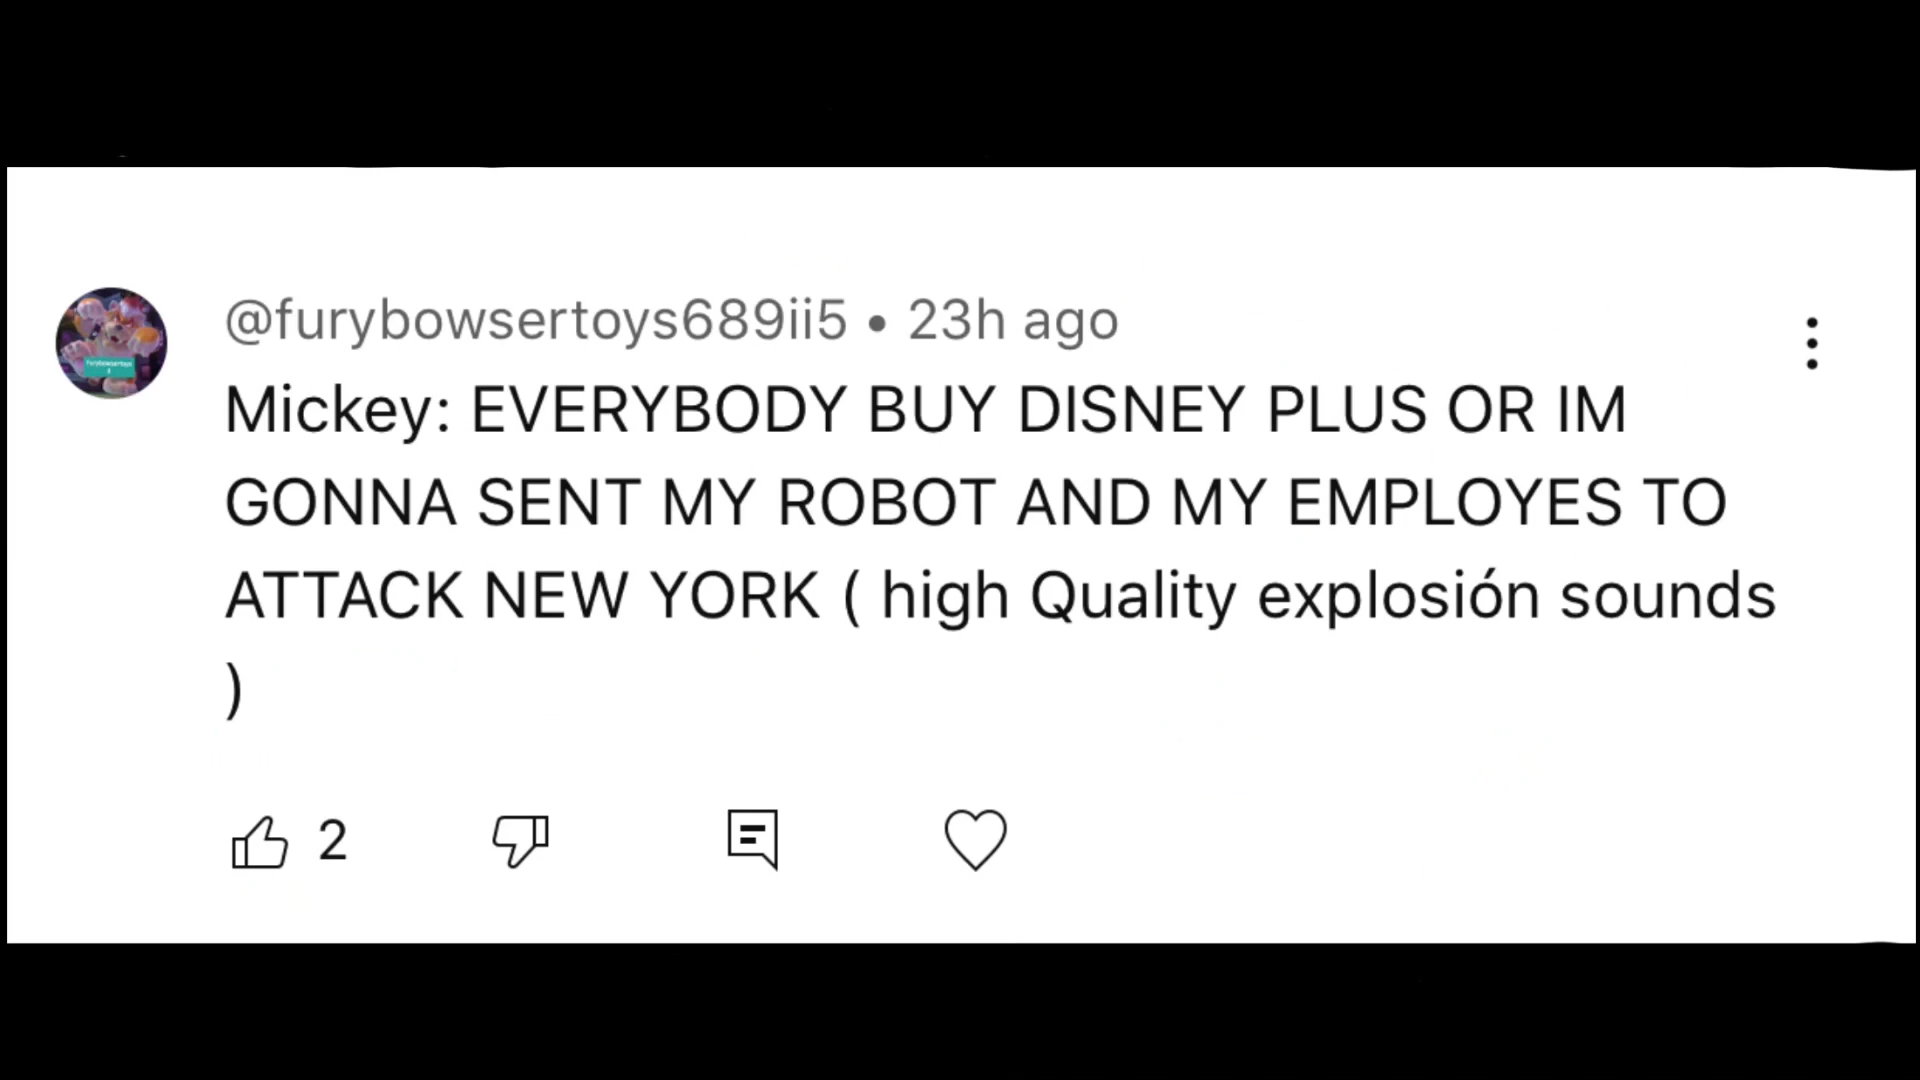 @furybowsertoys689ii5 • 23h ago
Mickey: EVERYBODY BUY DISNEY PLUS OR IM
GONNA SENT MY ROBOT AND MY EMPLOYES TO
ATTACK NEW YORK ( high Quality explosión sounds
)
2